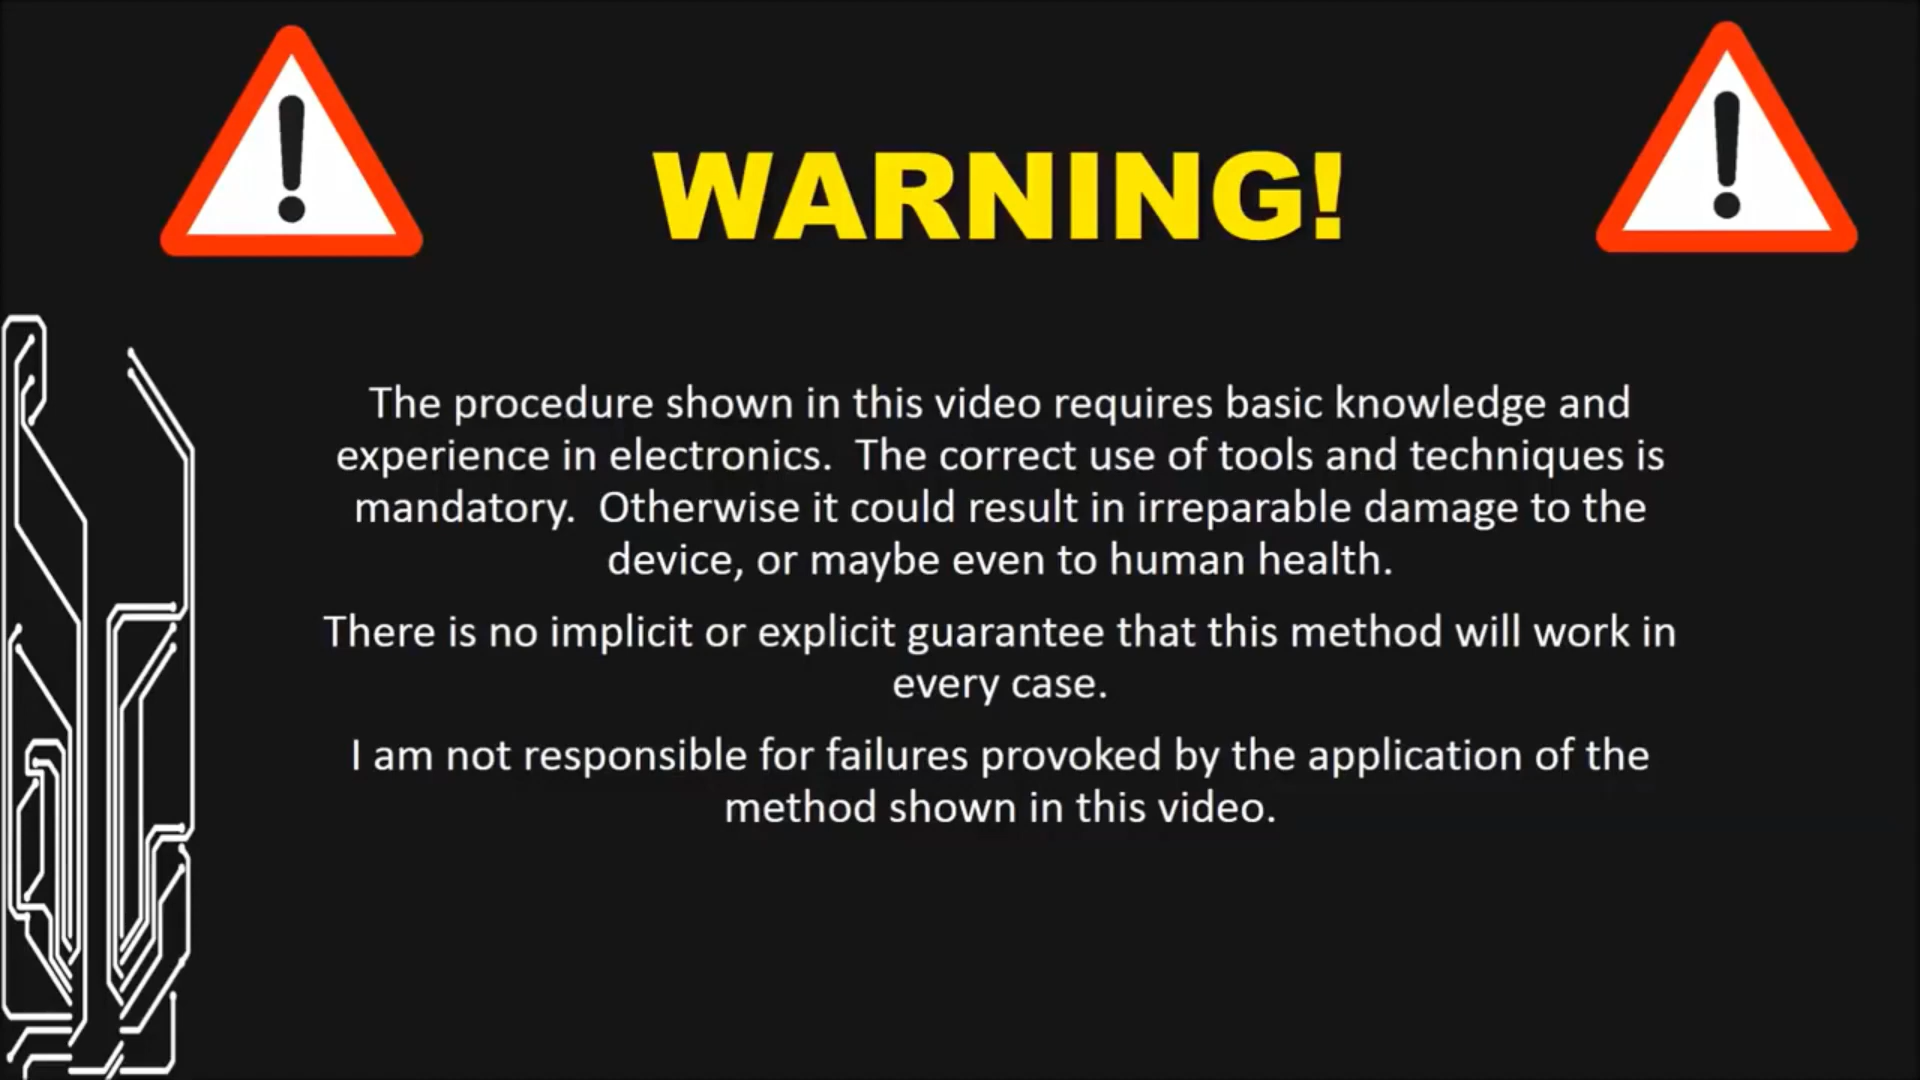 WARNING!
The procedure shown in this video requires basic knowledge and
experience in electronics.  The correct use of tools and techniques is
mandatory.  Otherwise it could result in irreparable damage to the
device, or maybe even to human health.
There is no implicit or explicit guarantee that this method will work in
every case.
I am not responsible for failures provoked by the application of the
method shown in this video.